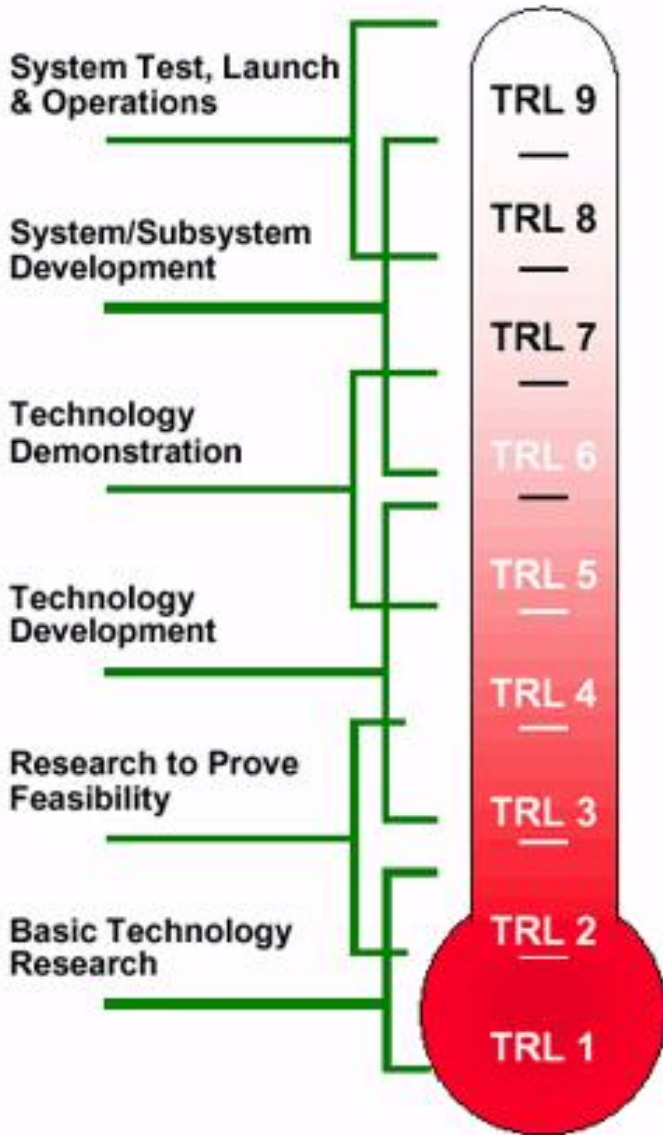 System Test, Launch
& Operations
System/Subsystem
Development
Technology
Demonstration
Technology
Development
Research to Prove
Feasibility
Basic Technology
Research
TRL 9
TRL 8
TRL 7
TRL 6
TRL 5
TRL 4
TRL 3
TRL 2
TRL 1